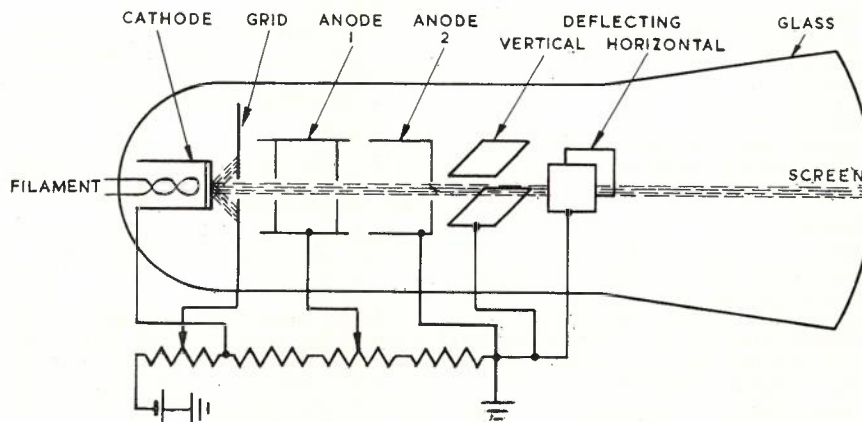 CATHODE GRID ANODE 1 ANODE 2 DEFLECTING GLASS
VERTICAL HORIZONTAL
FILAMENT
SCREEN